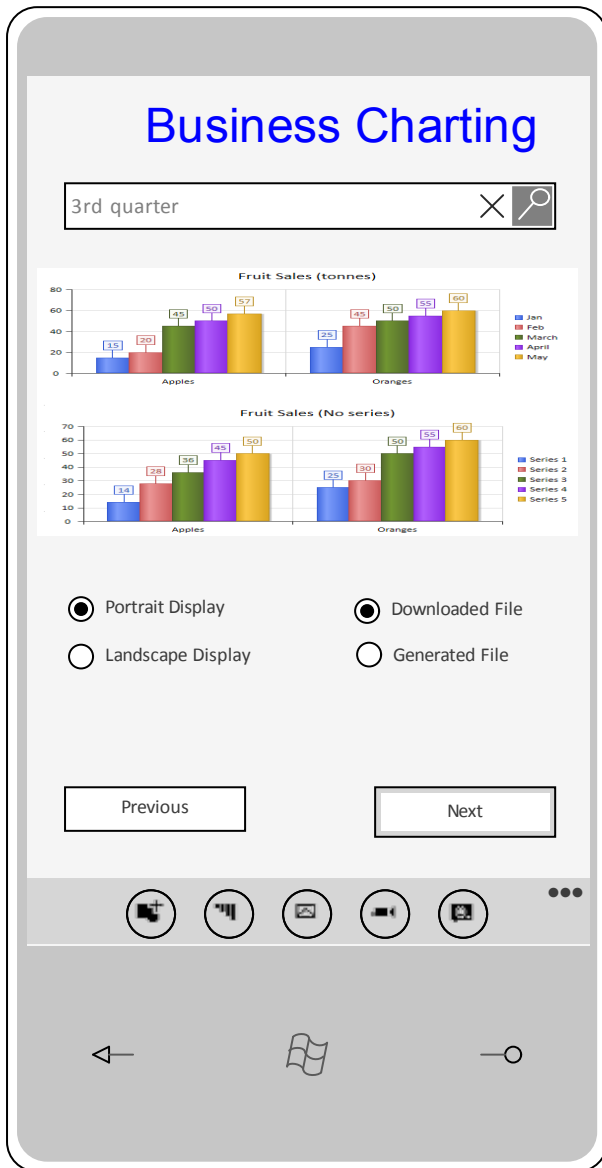 Business Charting
3rd quarter
Fruit Sales (tonnes)
80
60
40
20
0
15
20
45
50
57
25
45
50
55
60
Apples
Oranges
Jan
Feb
March
April
May
Fruit Sales (No series)
70
60
50
40
30
20
10
0
14
28
36
45
50
25
30
50
55
60
Apples
Oranges
Series 1
Series 2
Series 3
Series 4
Series 5
Portrait Display
Downloaded File
Landscape Display
Generated File
Previous
Next